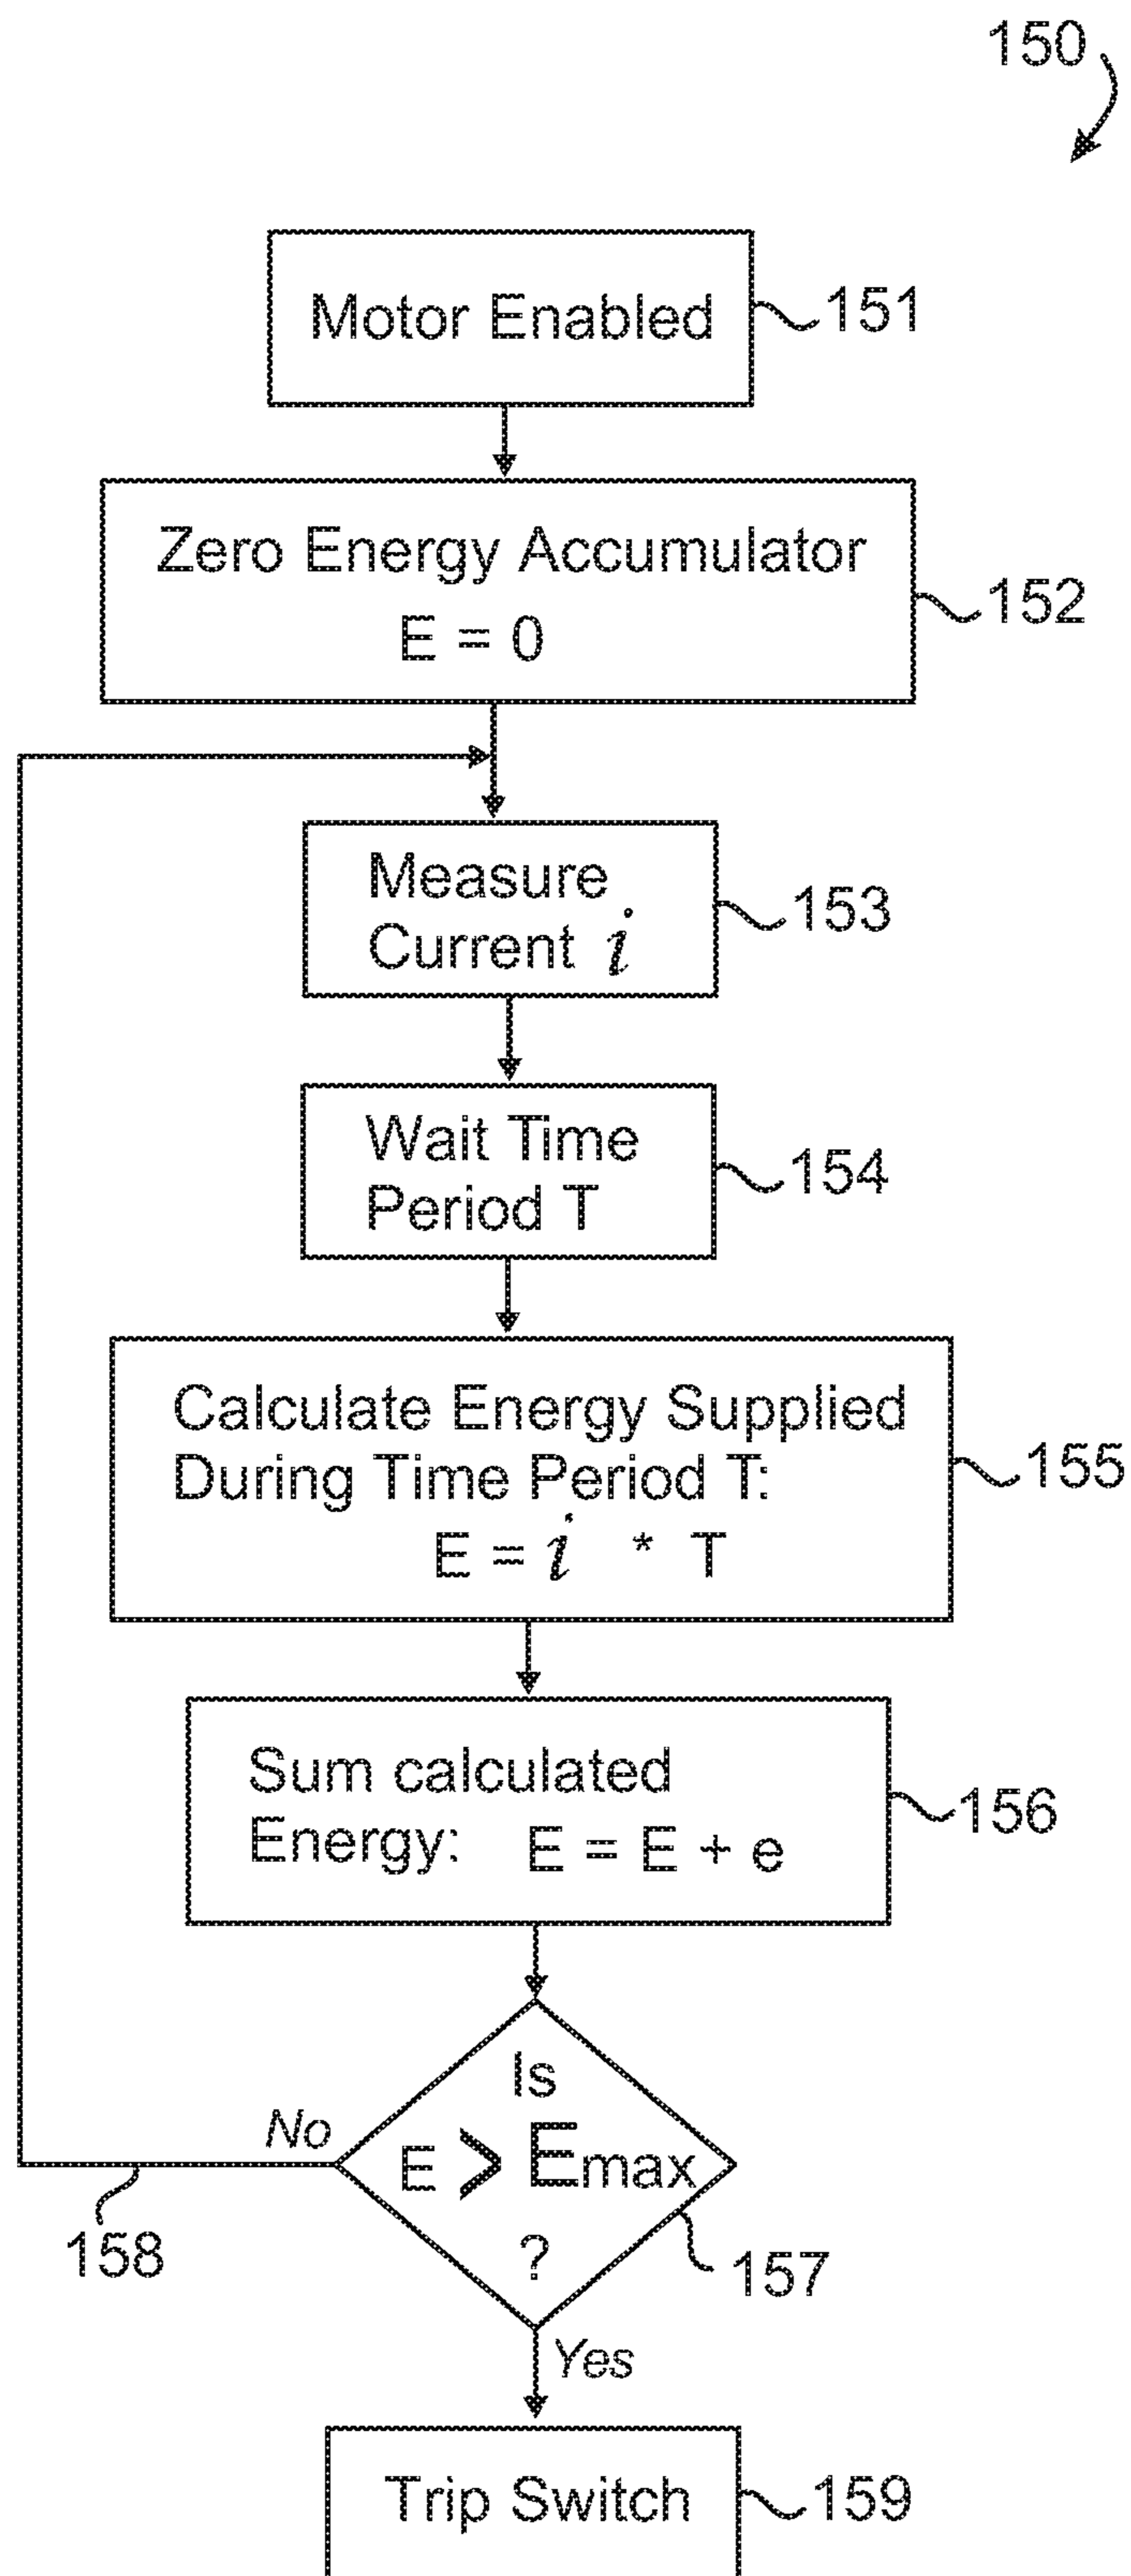 150
Motor Enabled
151
Zero Energy Accumulator
E = 0
152
Measure
Current i
153
Wait Time
Period T
154
Calculate Energy Supplied
During Time Period T:
E = i * T
155
Sum calculated
Energy: E = E + e
156
Is
E > Emax
?
No
158
157
Yes
Trip Switch
159